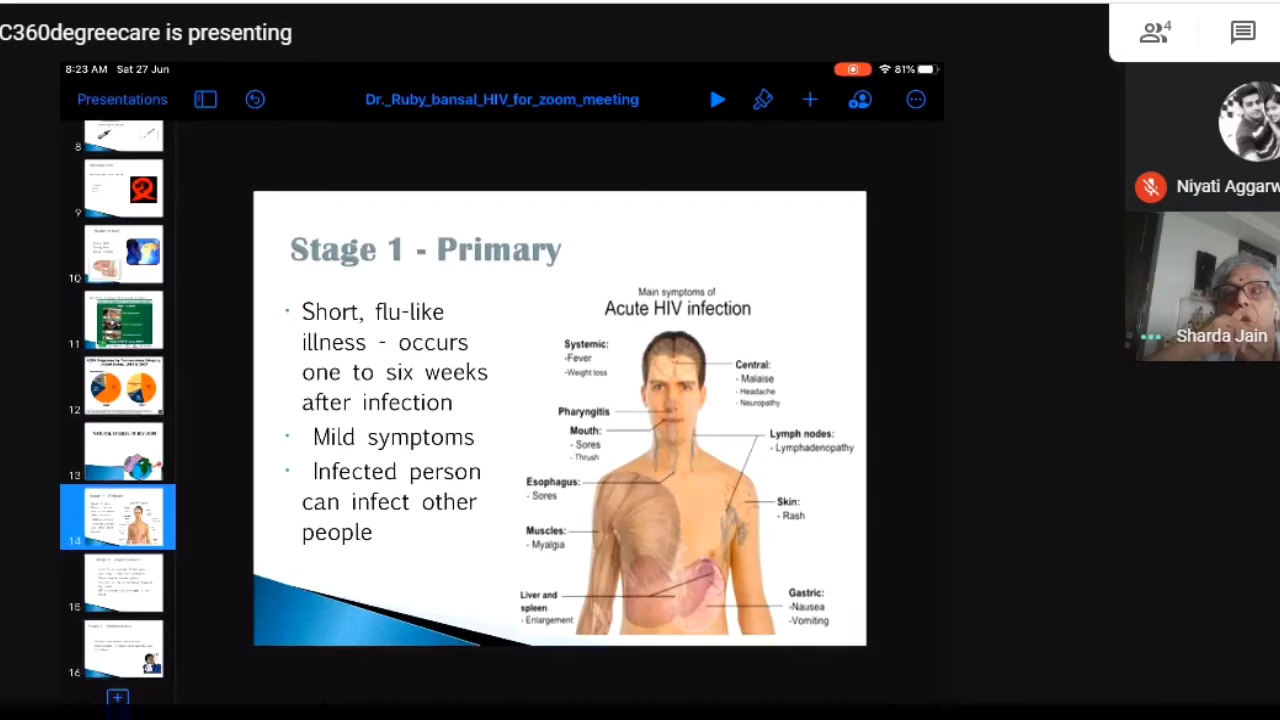 C360degreecare is presenting
4
8:23 AM Sat 27 Jun
81%
Presentations
Dr._Ruby_bansal_HIV_for_zoom_meeting
8
9
10
11
12
13
14
15
16
Stage 1 - Primary
· Short, flu-like
illness - occurs
one to six weeks
after infection
· Mild symptoms
· Infected person
can infect other
people
Main symptoms of
Acute HIV infection
Systemic:
-Fever
-Weight loss
Pharyngitis
Mouth:
- Sores
- Thrush
Esophagus:
- Sores
Muscles:
- Myalgia
Liver and
spleen:
- Enlargement
Central:
- Malaise
- Headache
- Neuropathy
Lymph nodes:
- Lymphadenopathy
Skin:
- Rash
Gastric:
-Nausea
-Vomiting
Niyati Aggarw
Sharda Jain